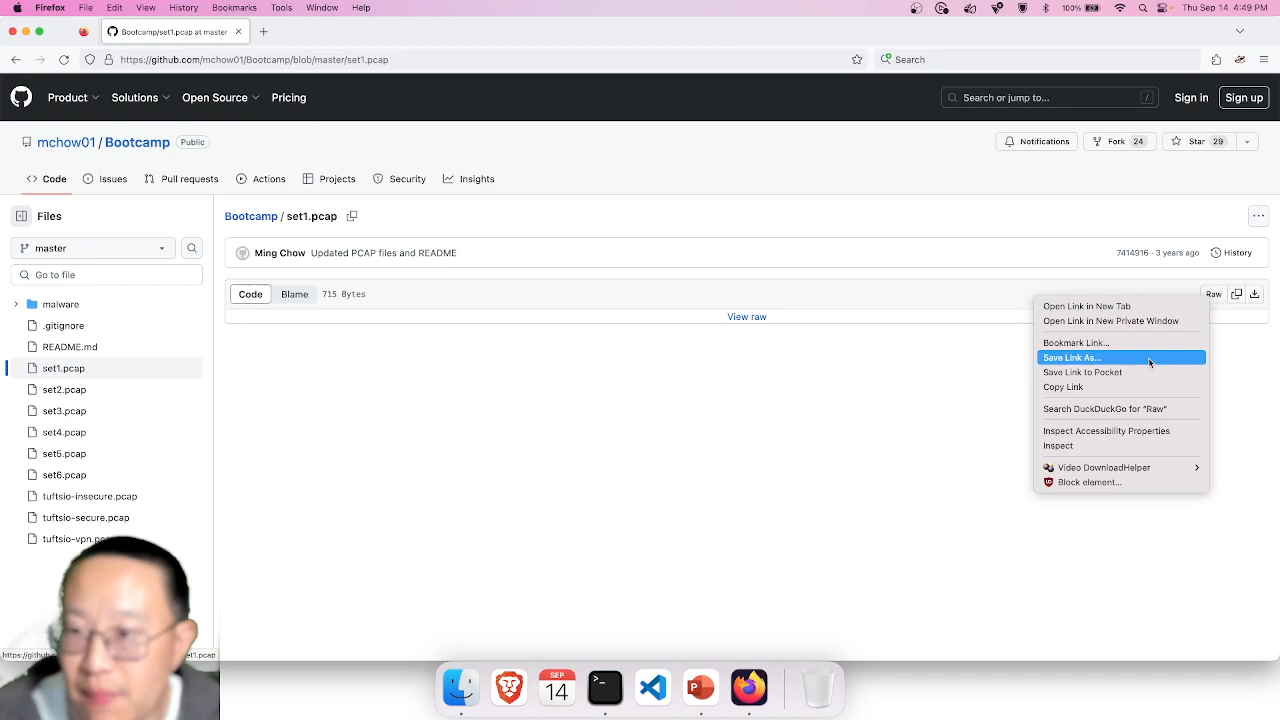 Firefox File Edit View History Bookmarks Tools Window Help 100% Thu Sep 14 4:49 PM
Bootcamp/set1.pcap at master
https://github.com/mchow01/Bootcamp/blob/master/set1.pcap Search
Product Solutions Open Source Pricing Search or jump to... / Sign in Sign up
mchow01 / Bootcamp Public Notifications Fork 24 Star 29
Code Issues Pull requests Actions Projects Security Insights
Files
master
Go to file
malware
.gitignore
README.md
set1.pcap
set2.pcap
set3.pcap
set4.pcap
set5.pcap
set6.pcap
tuftsio-insecure.pcap
tuftsio-secure.pcap
Bootcamp / set1.pcap
Ming Chow Updated PCAP files and README 7414916 · 3 years ago History
Code Blame 715 Bytes Raw
View raw
Open Link in New Tab
Open Link in New Private Window
Bookmark Link...
Save Link As...
Save Link to Pocket
Copy Link
Search DuckDuckGo for "Raw"
Inspect Accessibility Properties
Inspect
Video DownloadHelper
Block element...
SEP
14